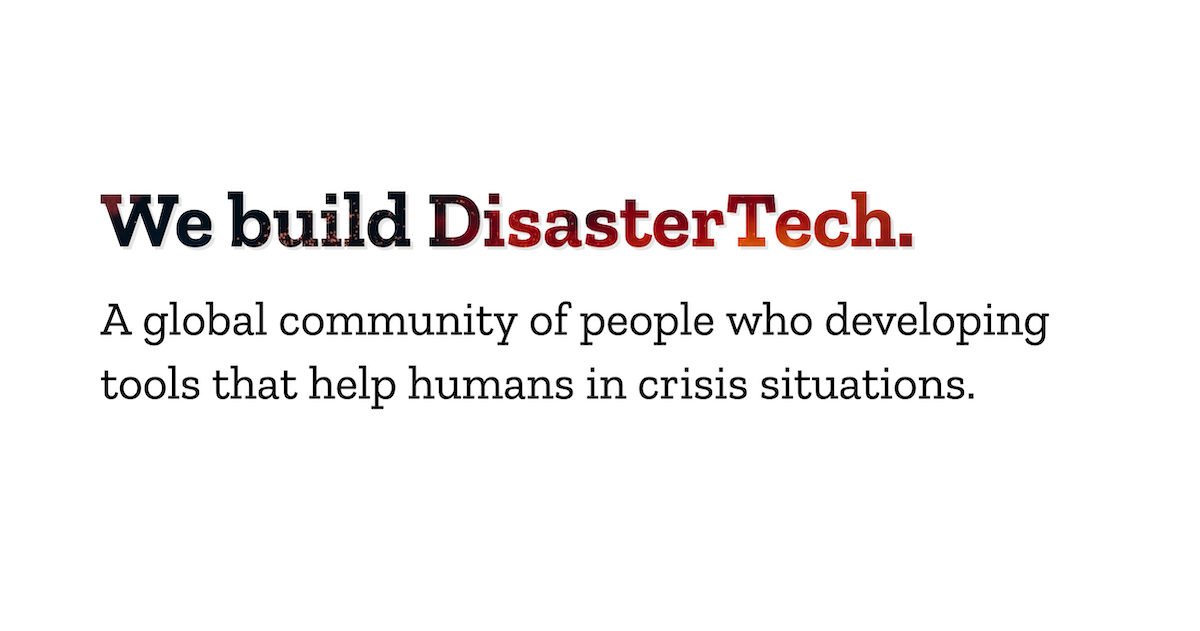 We build DisasterTech.
A global community of people who developing
tools that help humans in crisis situations.